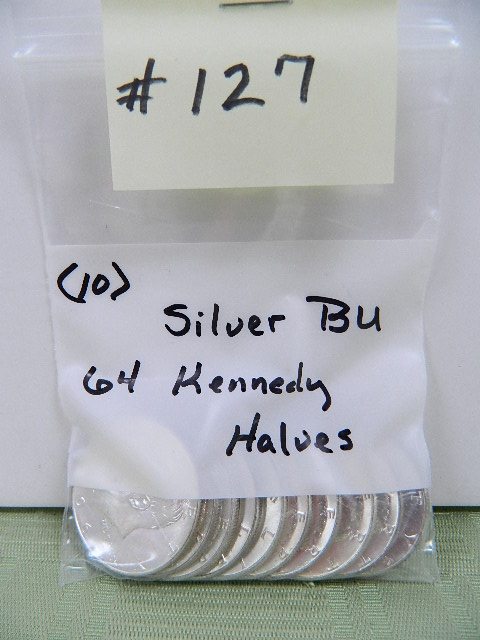 # 127
(10)
Silver BU
64 Kennedy
Halves